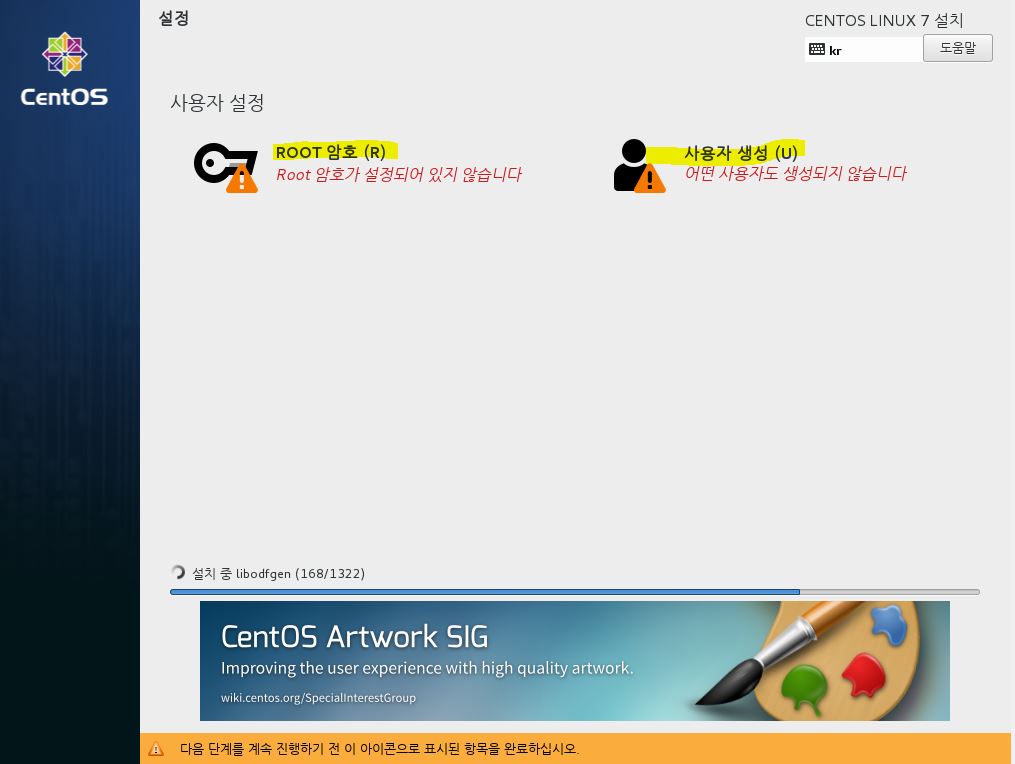 CentOS
설정
CENTOS LINUX 7 설치
kr
도움말
사용자 설정
ROOT 암호 (R)
Root 암호가 설정되어 있지 않습니다
사용자 생성 (U)
어떤 사용자도 생성되지 않습니다
설치 중 libodfgen (168/1322)
CentOS Artwork SIG
Improving the user experience with high quality artwork.
wiki.centos.org/SpecialInterestGroup
다음 단계를 계속 진행하기 전 이 아이콘으로 표시된 항목을 완료하십시오.